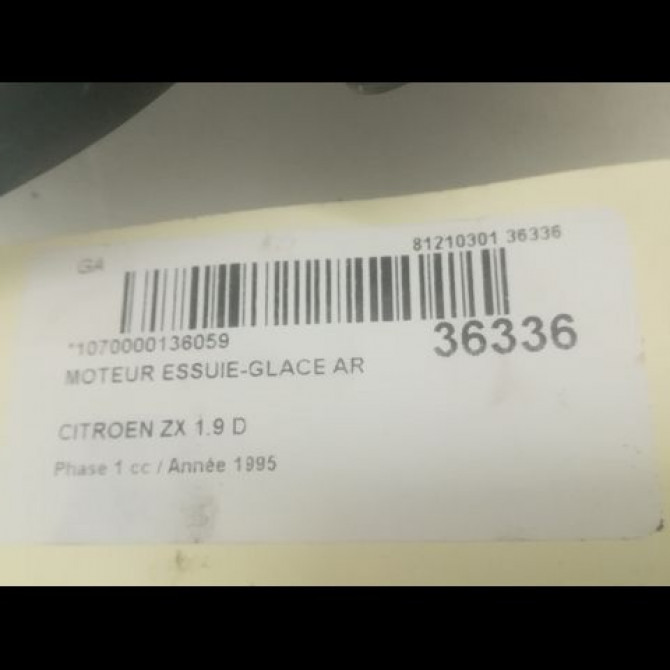 GA
81210301 36336
*1070000136059
36336
MOTEUR ESSUIE-GLACE AR
CITROEN ZX 1.9 D
Phase 1 cc / Année 1995